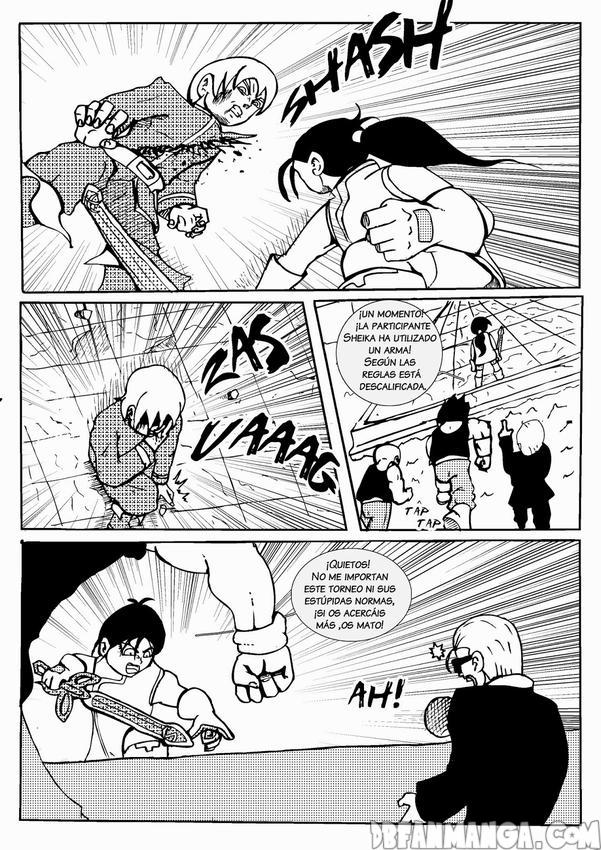 SHASH
¡UN MOMENTO!
¡LA PARTICIPANTE
SHEIKA HA UTILIZADO
UN ARMA!
SEGÚN LAS
REGLAS ESTÁ
DESCALIFICADA.
ZAS
VAAAG
TAP
TAP
¡QUIETOS!
NO ME IMPORTAN
ESTE TORNEO NI SUS
ESTÚPIDAS NORMAS,
¡SI OS ACERCÁIS
MÁS ,OS MATO!
AH!
DBFANMANGA.COM